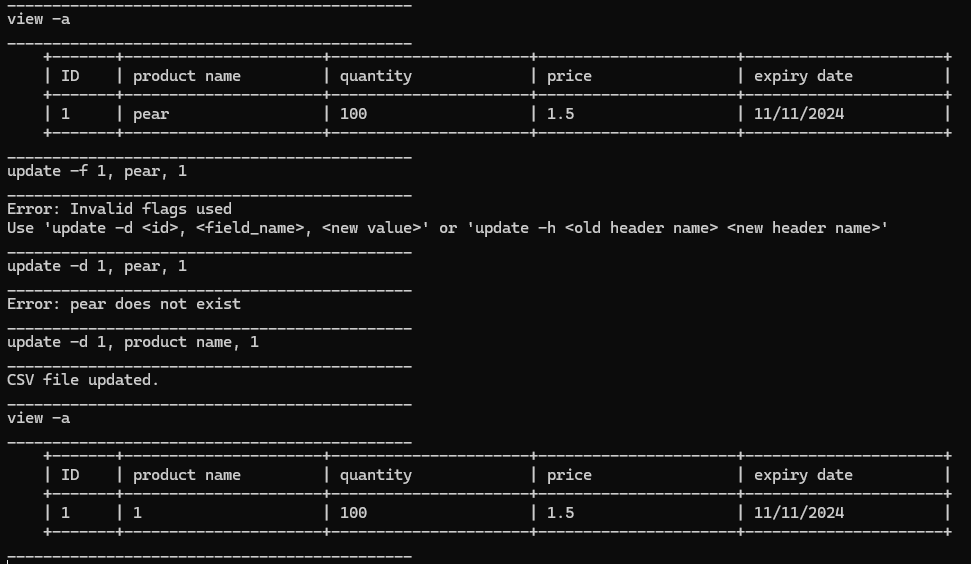 view -a
| ID | product name | quantity | price | expiry date |
| 1 | pear | 100 | 1.5 | 11/11/2024 |
update -f 1, pear, 1
Error: Invalid flags used
Use 'update -d <id>, <field_name>, <new value>' or 'update -h <old header name> <new header name>'
update -d 1, pear, 1
Error: pear does not exist
update -d 1, product name, 1
CSV file updated.
view -a
| ID | product name | quantity | price | expiry date |
| 1 | 1 | 100 | 1.5 | 11/11/2024 |